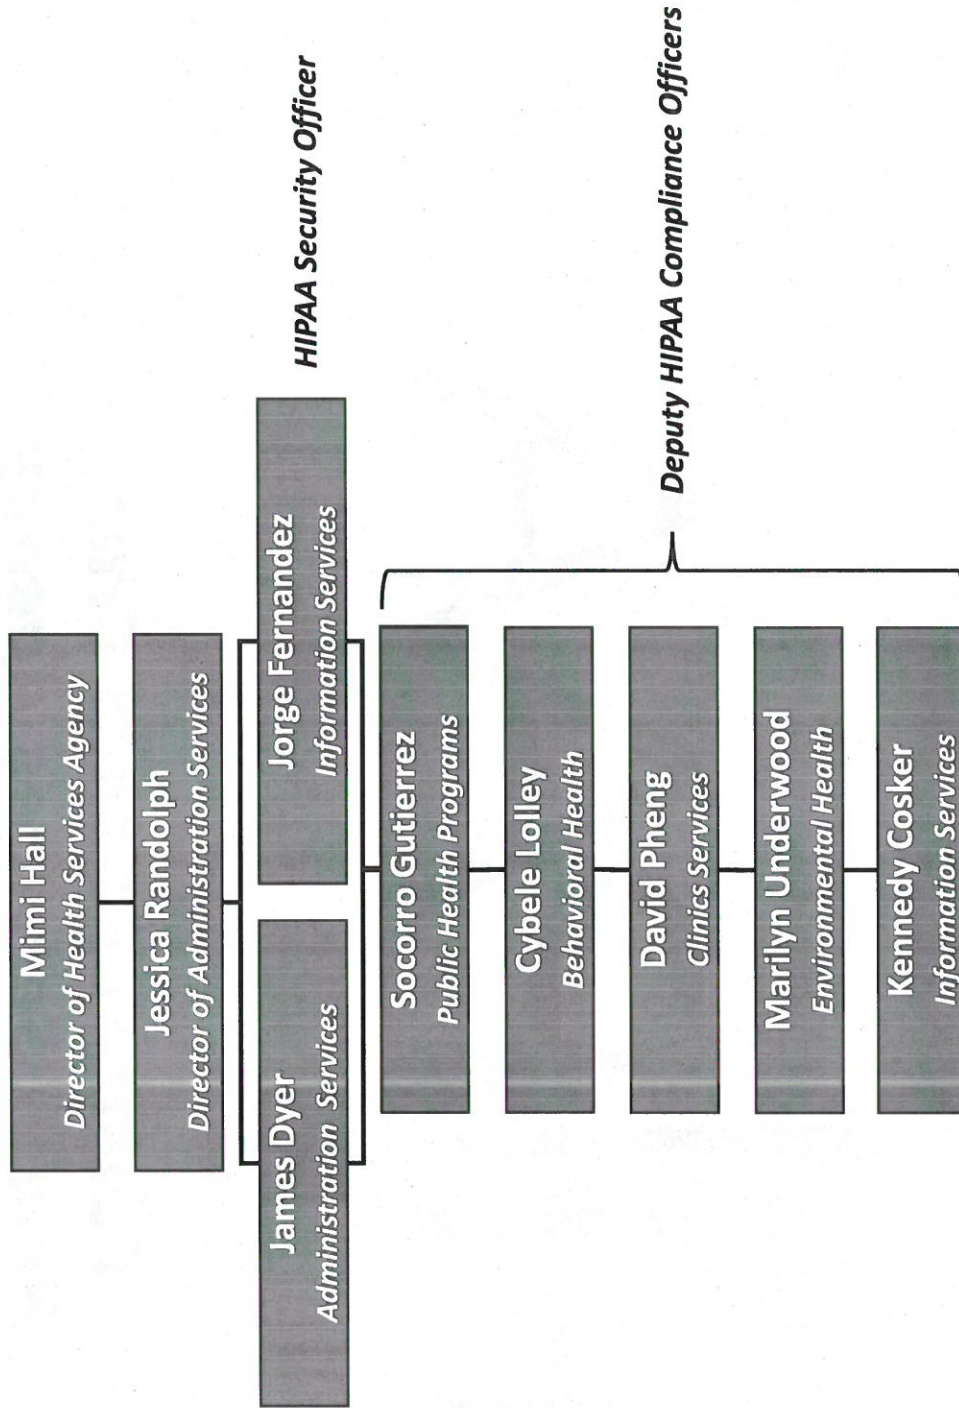 Mimi Hall
Director of Health Services Agency
Jessica Randolph
Director of Administration Services
James Dyer
Administration Services
Jorge Fernandez
Information Services
HIPAA Security Officer
Socorro Gutierrez
Public Health Programs
Cybele Lolley
Behavioral Health
David Pheng
Clinics Services
Marilyn Underwood
Environmental Health
Kennedy Cosker
Information Services
Deputy HIPAA Compliance Officers